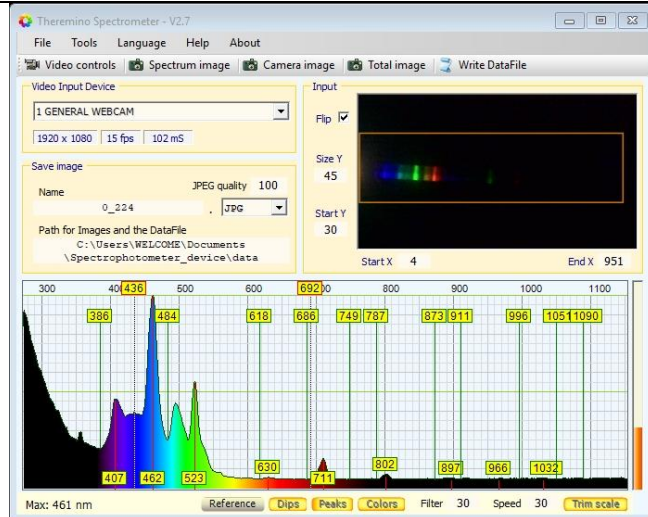 Theremino Spectrometer - V2.7
File Tools Language Help About
Video controls Spectrum image Camera image Total image Write DataFile
Video Input Device
1 GENERAL WEBCAM
1920 x 1080 15 fps 102 mS
Save image
Name JPEG quality 100
0_224 . JPG
Path for Images and the DataFile
C:\Users\WELCOME\Documents
\Spectrophotometer_device\data
Input
Flip
Size Y
45
Start Y
30
Start X 4 End X 951
300 436 500 600 692 800 900 1000 1100
386 484 618 686 749 787 873 911 996 1051 1090
407 462 523 630 711 802 897 966 1032
Max: 461 nm Reference Dips Peaks Colors Filter 30 Speed 30 Trim scale